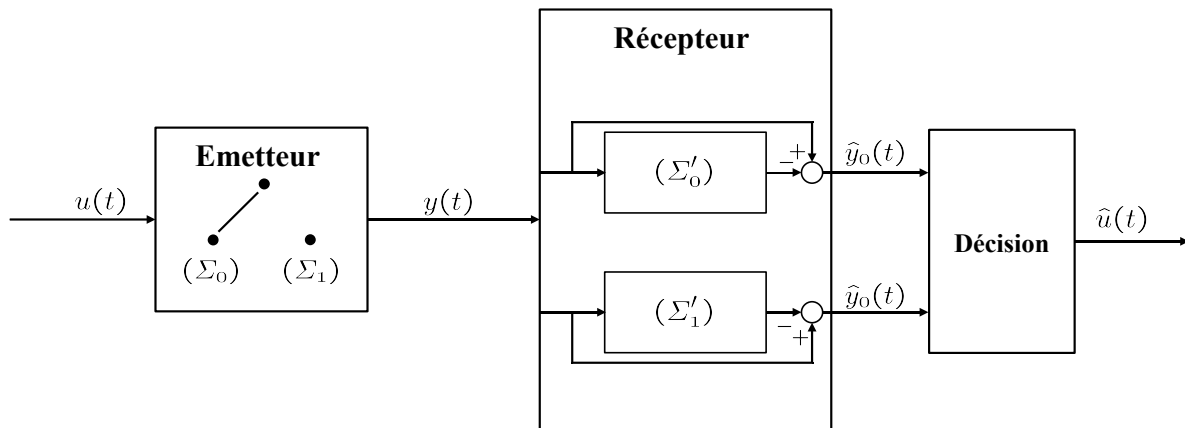 Récepteur
Emetteur
u(t)
(Σ₀)
(Σ₁)
y(t)
(Σ′₀)
−
+
ŷ₀(t)
(Σ′₁)
−
+
ŷ₀(t)
Décision
û(t)